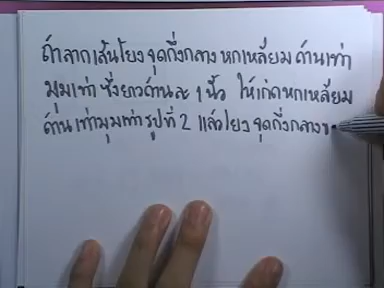 ถ้าลากเส้นโยงจุดกึ่งกลางหกเหลี่ยมด้านเท่า
มุมเท่า ซึ่งยาวด้านละ 1 นิ้ว ให้เกิดหกเหลี่ยม
ด้านเท่ามุมเท่ารูปที่ 2 แล้วโยงจุดกึ่งกลางข